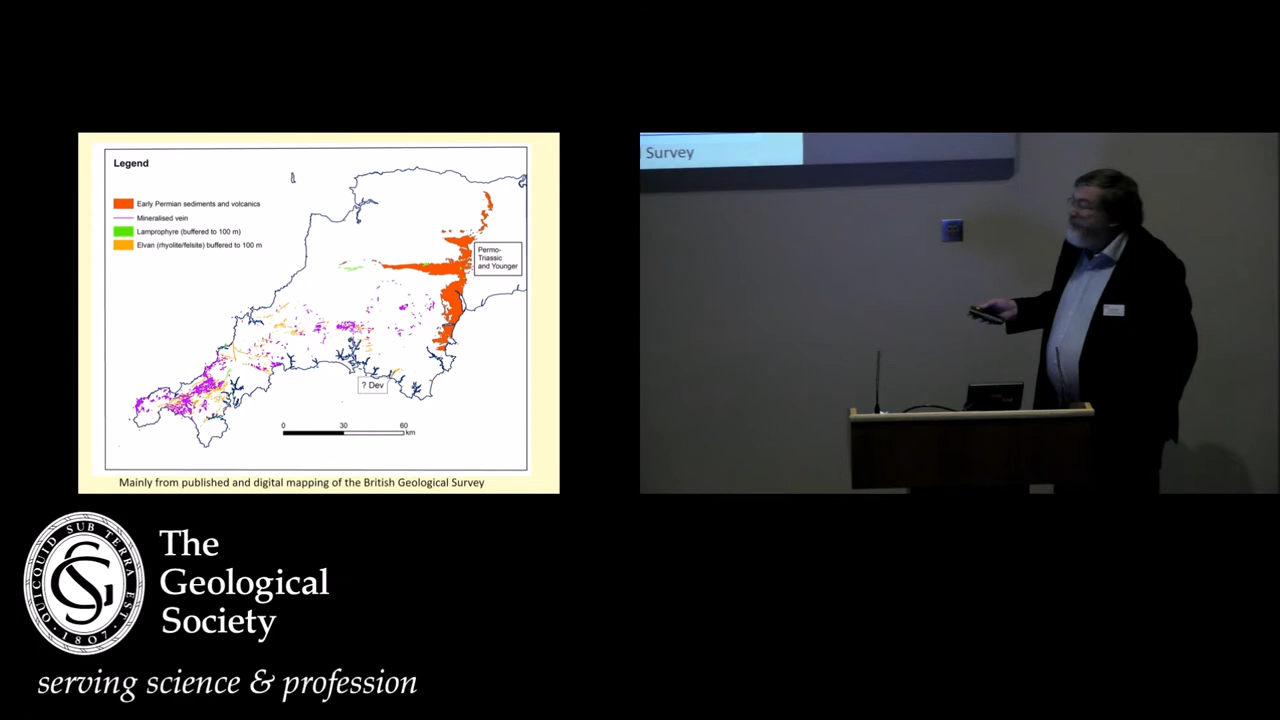 Legend
Early Permian sediments and volcanics
Mineralised vein
Lamprophyre (buffered to 100 m)
Elvan (rhyolite/felsite) buffered to 100 m
Permo-
Triassic
and Younger
? Dev
0 30 60
km
Mainly from published and digital mapping of the British Geological Survey
Survey
QUICQUID SUB TERRA EST
1807
GS
The
Geological
Society
serving science & profession